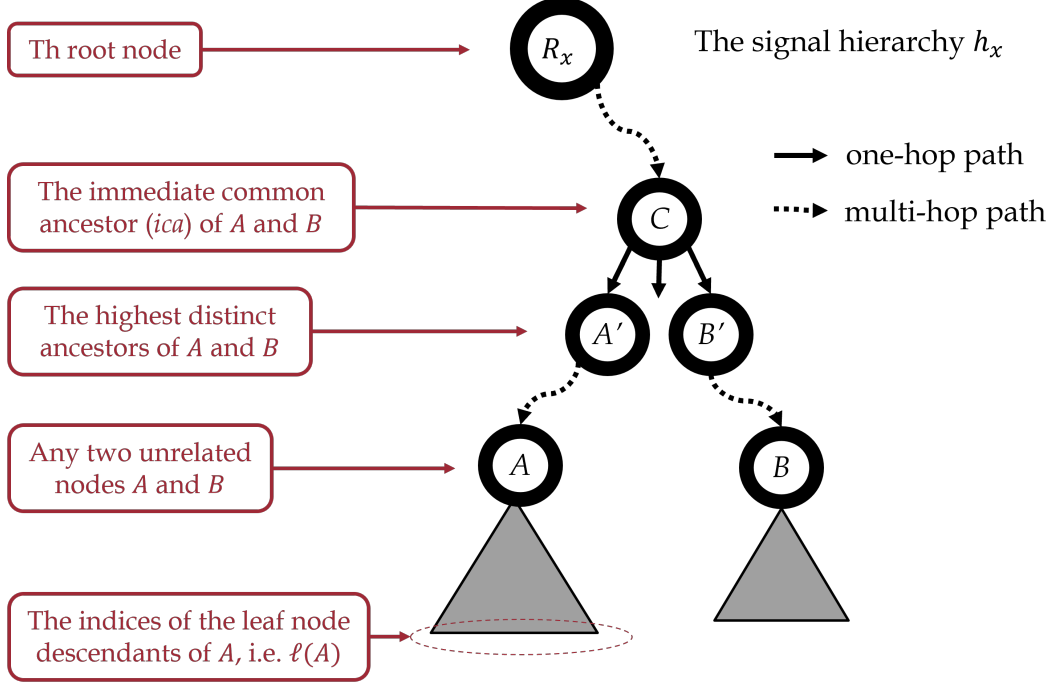 Th root node
R_x
The signal hierarchy h_x
one-hop path
multi-hop path
The immediate common
ancestor (ica) of A and B
C
The highest distinct
ancestors of A and B
A′
B′
Any two unrelated
nodes A and B
A
B
The indices of the leaf node
descendants of A, i.e. ℓ(A)